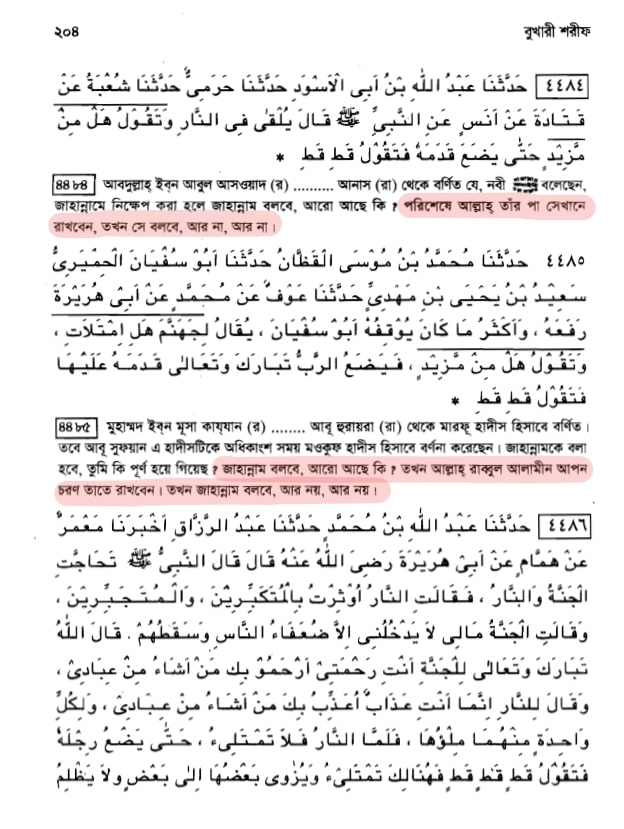 ২০৪
বুখারী শরীফ
٤٤٨٤ حَدَّثَنَا عَبْدُ اللّٰهِ بْنُ اَبِى الْاَسْوَدِ حَدَّثَنَا حَرَمِىٌّ حَدَّثَنَا شُعْبَةُ عَنْ
قَتَادَةَ عَنْ اَنَسٍ عَنِ النَّبِىِّ ﷺ قَالَ يُلْقٰى فِى النَّارِ وَتَقُوْلُ هَلْ مِنْ
مَّزِيْدٍ حَتّٰى يَضَعَ قَدَمَهُ فَتَقُوْلُ قَطِ قَطِ *
৪৪৮৪ আবদুল্লাহ্ ইব্‌ন আবুল আসওয়াদ (র) .......... আনাস (রা) থেকে বর্ণিত যে, নবী ﷺ বলেছেন,
জাহান্নামে নিক্ষেপ করা হলে জাহান্নাম বলবে, আরো আছে কি ? পরিশেষে আল্লাহ্ তাঁর পা সেখানে
রাখবেন, তখন সে বলবে, আর না, আর না।
٤٤٨٥ حَدَّثَنَا مُحَمَّدُ بْنُ مُوْسَى الْقَطَّانُ حَدَّثَنَا اَبُوْ سُفْيَانَ الْحِمْيَرِىُّ
سَعِيْدُ بْنُ يَحْيَى بْنِ مَهْدِىٍّ حَدَّثَنَا عَوْفٌ عَنْ مُحَمَّدٍ عَنْ اَبِىْ هُرَيْرَةَ
رَفَعَهُ ، وَاَكْثَرُ مَا كَانَ يُوْقِفُهُ اَبُوْ سُفْيَانَ ، يُقَالُ لِجَهَنَّمَ هَلِ امْتَلَاْتِ ،
وَتَقُوْلُ هَلْ مِنْ مَّزِيْدٍ ، فَيَضَعُ الرَّبُّ تَبَارَكَ وَتَعَالٰى قَدَمَهُ عَلَيْهَا
فَتَقُوْلُ قَطِ قَطِ *
৪৪৮৫ মুহাম্মদ ইব্‌ন মূসা কায্‌যান (র) ........ আবূ হুরায়রা (রা) থেকে মারফূ হাদীস হিসাবে বর্ণিত।
তবে আবূ সুফয়ান এ হাদীসটিকে অধিকাংশ সময় মওকুফ হাদীস হিসাবে বর্ণনা করেছেন। জাহান্নামকে বলা
হবে, তুমি কি পূর্ণ হয়ে গিয়েছ ? জাহান্নাম বলবে, আরো আছে কি ? তখন আল্লাহ্ রাব্বুল আলামীন আপন
চরণ তাতে রাখবেন। তখন জাহান্নাম বলবে, আর নয়, আর নয়।
٤٤٨٦ حَدَّثَنَا عَبْدُ اللّٰهِ بْنُ مُحَمَّدٍ حَدَّثَنَا عَبْدُ الرَّزَّاقِ اَخْبَرَنَا مَعْمَرٌ
عَنْ هَمَّامٍ عَنْ اَبِىْ هُرَيْرَةَ رَضِىَ اللّٰهُ عَنْهُ قَالَ قَالَ النَّبِىُّ ﷺ تَحَاجَّتِ
الْجَنَّةُ وَالنَّارُ ، فَقَالَتِ النَّارُ اُوْثِرْتُ بِالْمُتَكَبِّرِيْنَ ، وَالْمُتَجَبِّرِيْنَ ،
وَقَالَتِ الْجَنَّةُ مَالِى لَا يَدْخُلُنِى اِلَّا ضُعَفَاءُ النَّاسِ وَسَقَطُهُمْ . قَالَ اللّٰهُ
تَبَارَكَ وَتَعَالٰى لِلْجَنَّةِ اَنْتِ رَحْمَتِىْ اَرْحَمُ بِكِ مَنْ اَشَاءُ مِنْ عِبَادِىْ ،
وَقَالَ لِلنَّارِ اِنَّمَا اَنْتِ عَذَابٌ اُعَذِّبُ بِكِ مَنْ اَشَاءُ مِنْ عِبَادِىْ ، وَلِكُلِّ
وَاحِدَةٍ مِنْهُمَا مِلْؤُهَا ، فَاَمَّا النَّارُ فَلَا تَمْتَلِىءُ ، حَتّٰى يَضَعَ رِجْلَهُ
فَتَقُوْلُ قَطٍ قَطٍ قَطٍ فَهُنَالِكَ تَمْتَلِىْءُ وَيُزْوٰى بَعْضُهَا اِلٰى بَعْضٍ وَلَا يَظْلِمُ